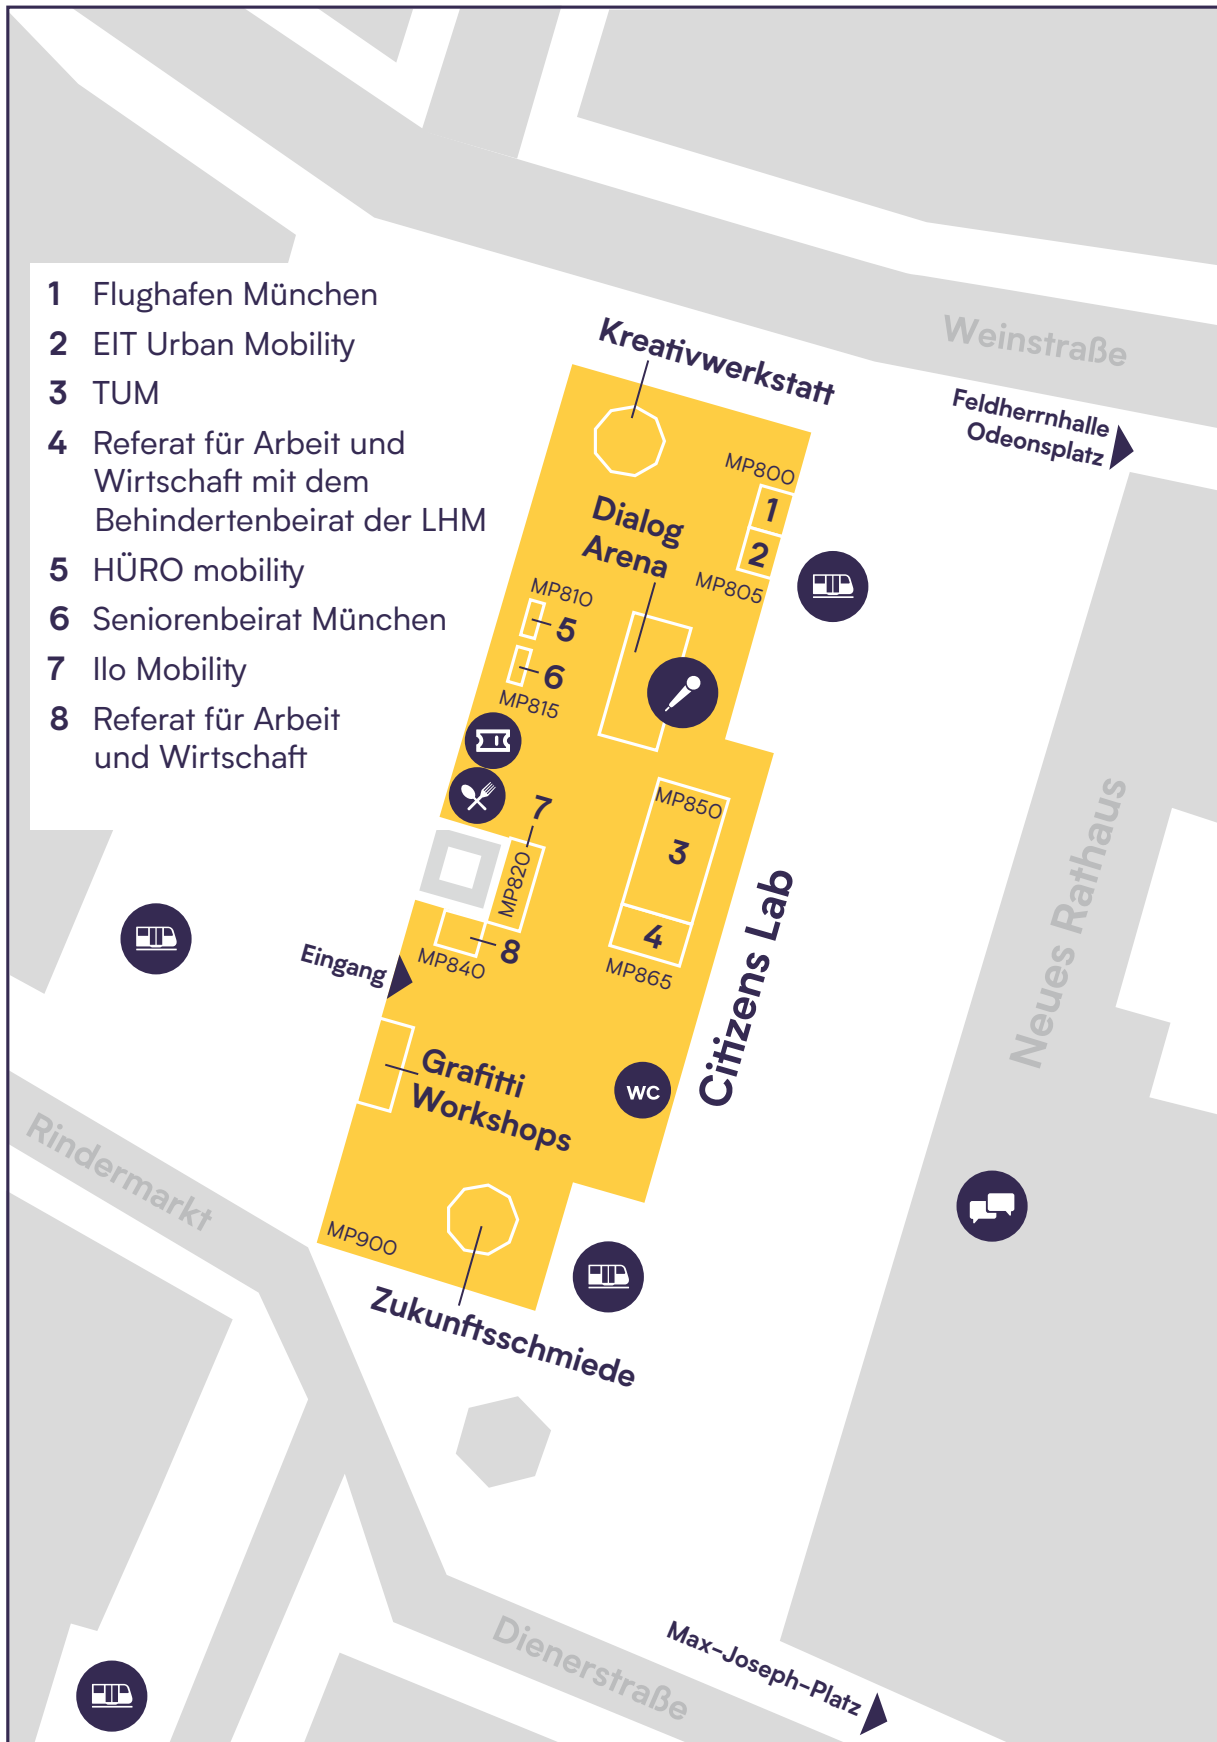 1 Flughafen München
2 EIT Urban Mobility
3 TUM
4 Referat für Arbeit und
Wirtschaft mit dem
Behindertenbeirat der LHM
5 HÜRO mobility
6 Seniorenbeirat München
7 Ilo Mobility
8 Referat für Arbeit
und Wirtschaft
Weinstraße
Kreativwerkstatt
Feldherrnhalle
Odeonsplatz
MP800
1
2
MP805
Dialog
Arena
MP810
5
6
MP815
7
MP820
MP850
3
4
MP865
8
MP840
Eingang
Citizens Lab
Neues Rathaus
Grafitti
Workshops
WC
Rindermarkt
MP900
Zukunftsschmiede
Dienerstraße
Max-Joseph-Platz